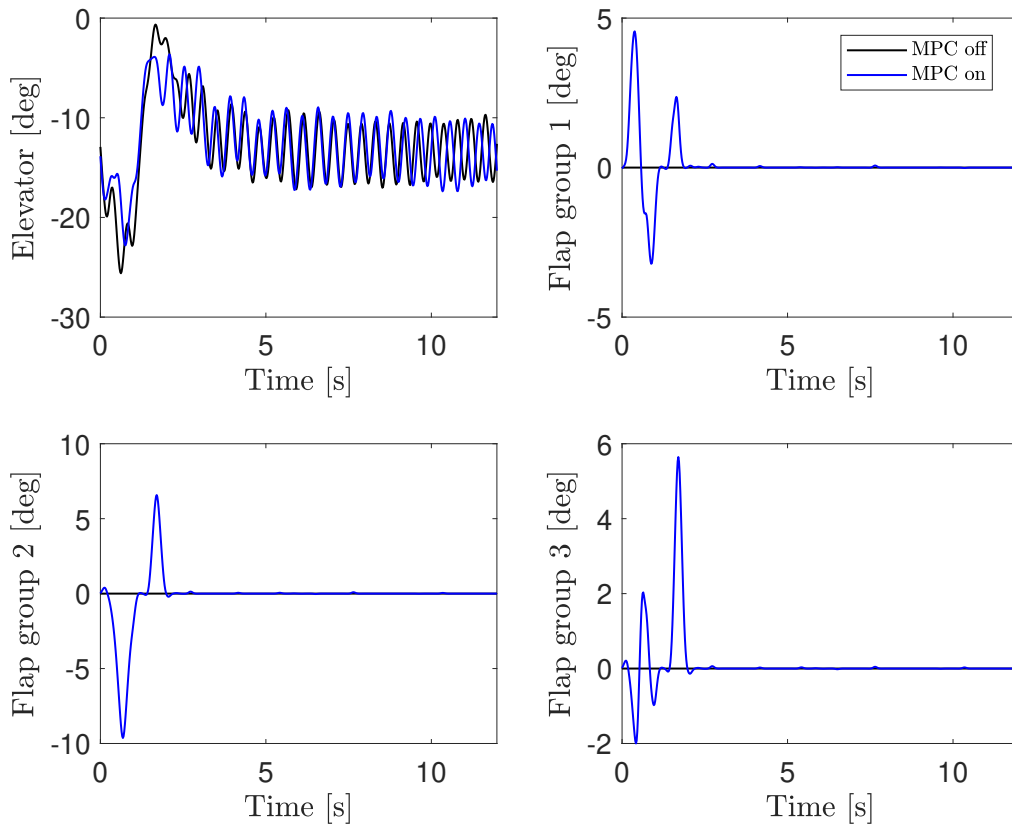 0
-10
-20
-30
Elevator [deg]
0 5 10
Time [s]
5
0
-5
Flap group 1 [deg]
MPC off
MPC on
0 5 10
Time [s]
10
5
0
-5
-10
Flap group 2 [deg]
0 5 10
Time [s]
6
4
2
0
-2
Flap group 3 [deg]
0 5 10
Time [s]